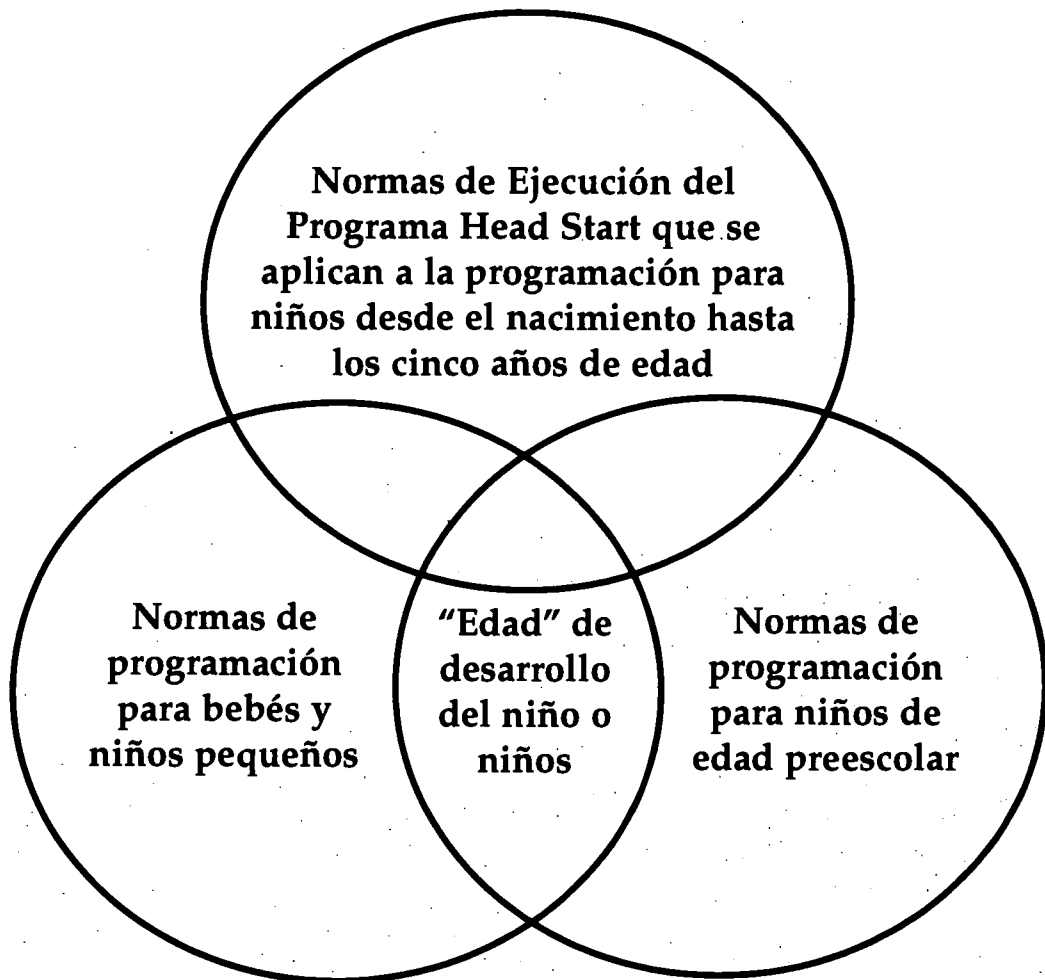 Normas de Ejecución del
Programa Head Start que se
aplican a la programación para
niños desde el nacimiento hasta
los cinco años de edad
Normas de
programación
para bebés y
niños pequeños
“Edad” de
desarrollo
del niño o
niños
Normas de
programación
para niños de
edad preescolar